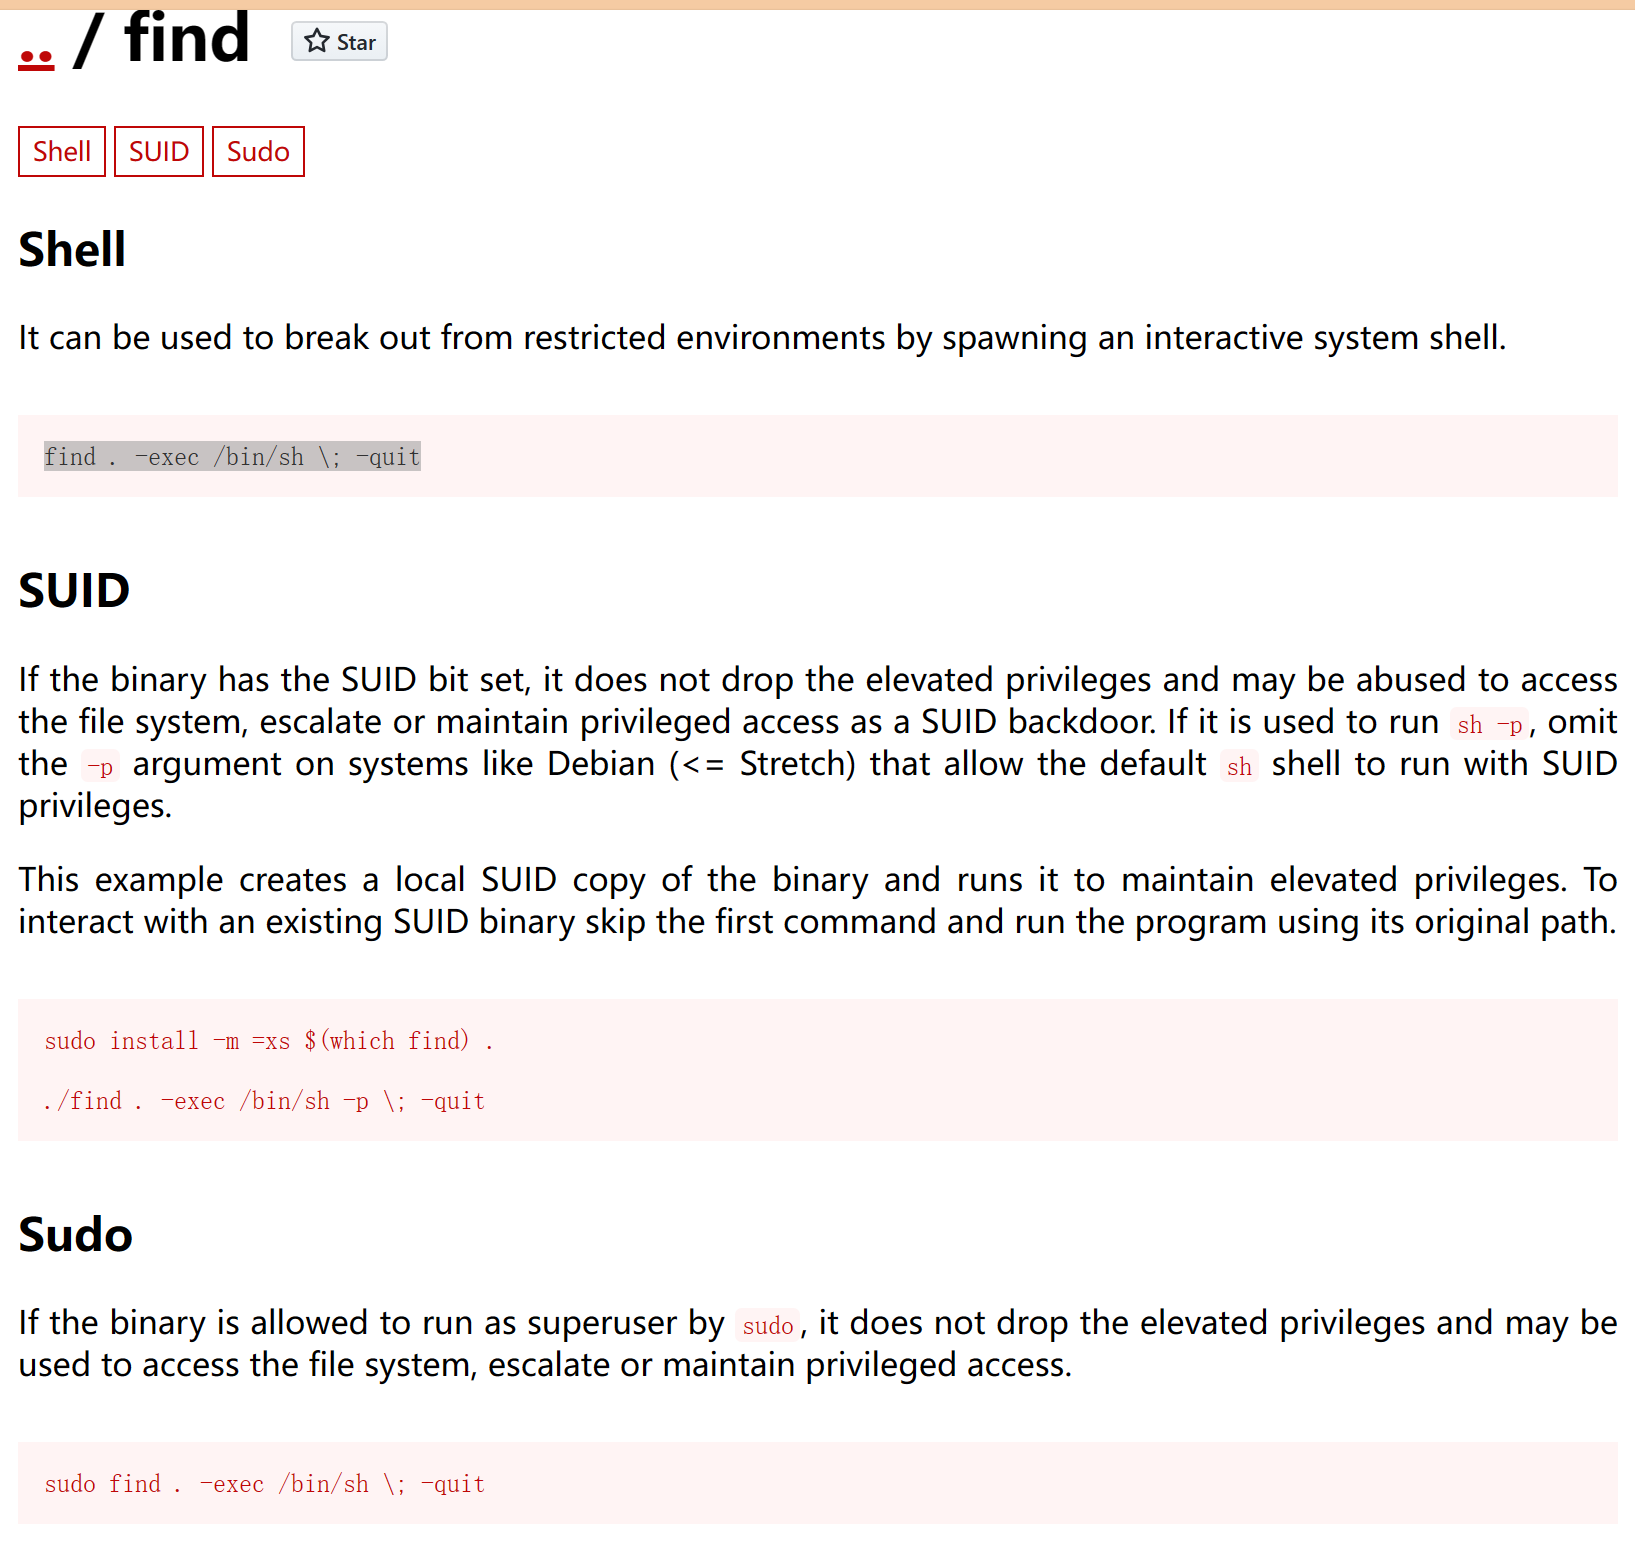 .. / find Star
Shell SUID Sudo
Shell
It can be used to break out from restricted environments by spawning an interactive system shell.
find . -exec /bin/sh \; -quit
SUID
If the binary has the SUID bit set, it does not drop the elevated privileges and may be abused to access
the file system, escalate or maintain privileged access as a SUID backdoor. If it is used to run sh -p, omit
the -p argument on systems like Debian (<= Stretch) that allow the default sh shell to run with SUID
privileges.
This example creates a local SUID copy of the binary and runs it to maintain elevated privileges. To
interact with an existing SUID binary skip the first command and run the program using its original path.
sudo install -m =xs $(which find) .
./find . -exec /bin/sh -p \; -quit
Sudo
If the binary is allowed to run as superuser by sudo, it does not drop the elevated privileges and may be
used to access the file system, escalate or maintain privileged access.
sudo find . -exec /bin/sh \; -quit